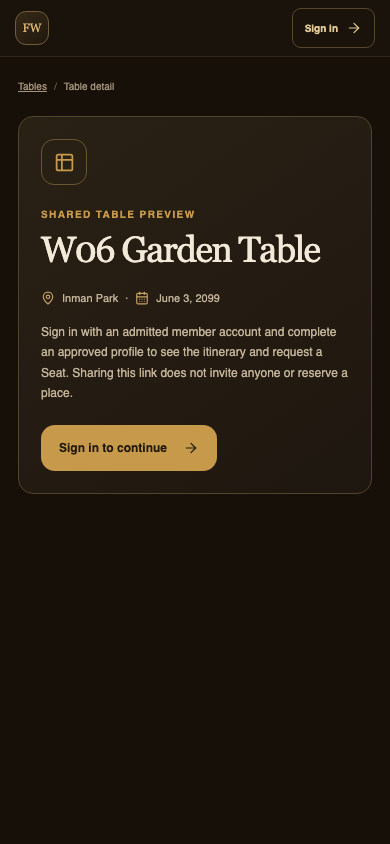 FW
Sign in
Tables / Table detail
SHARED TABLE PREVIEW
W06 Garden Table
Inman Park · June 3, 2099
Sign in with an admitted member account and complete
an approved profile to see the itinerary and request a
Seat. Sharing this link does not invite anyone or reserve a
place.
Sign in to continue